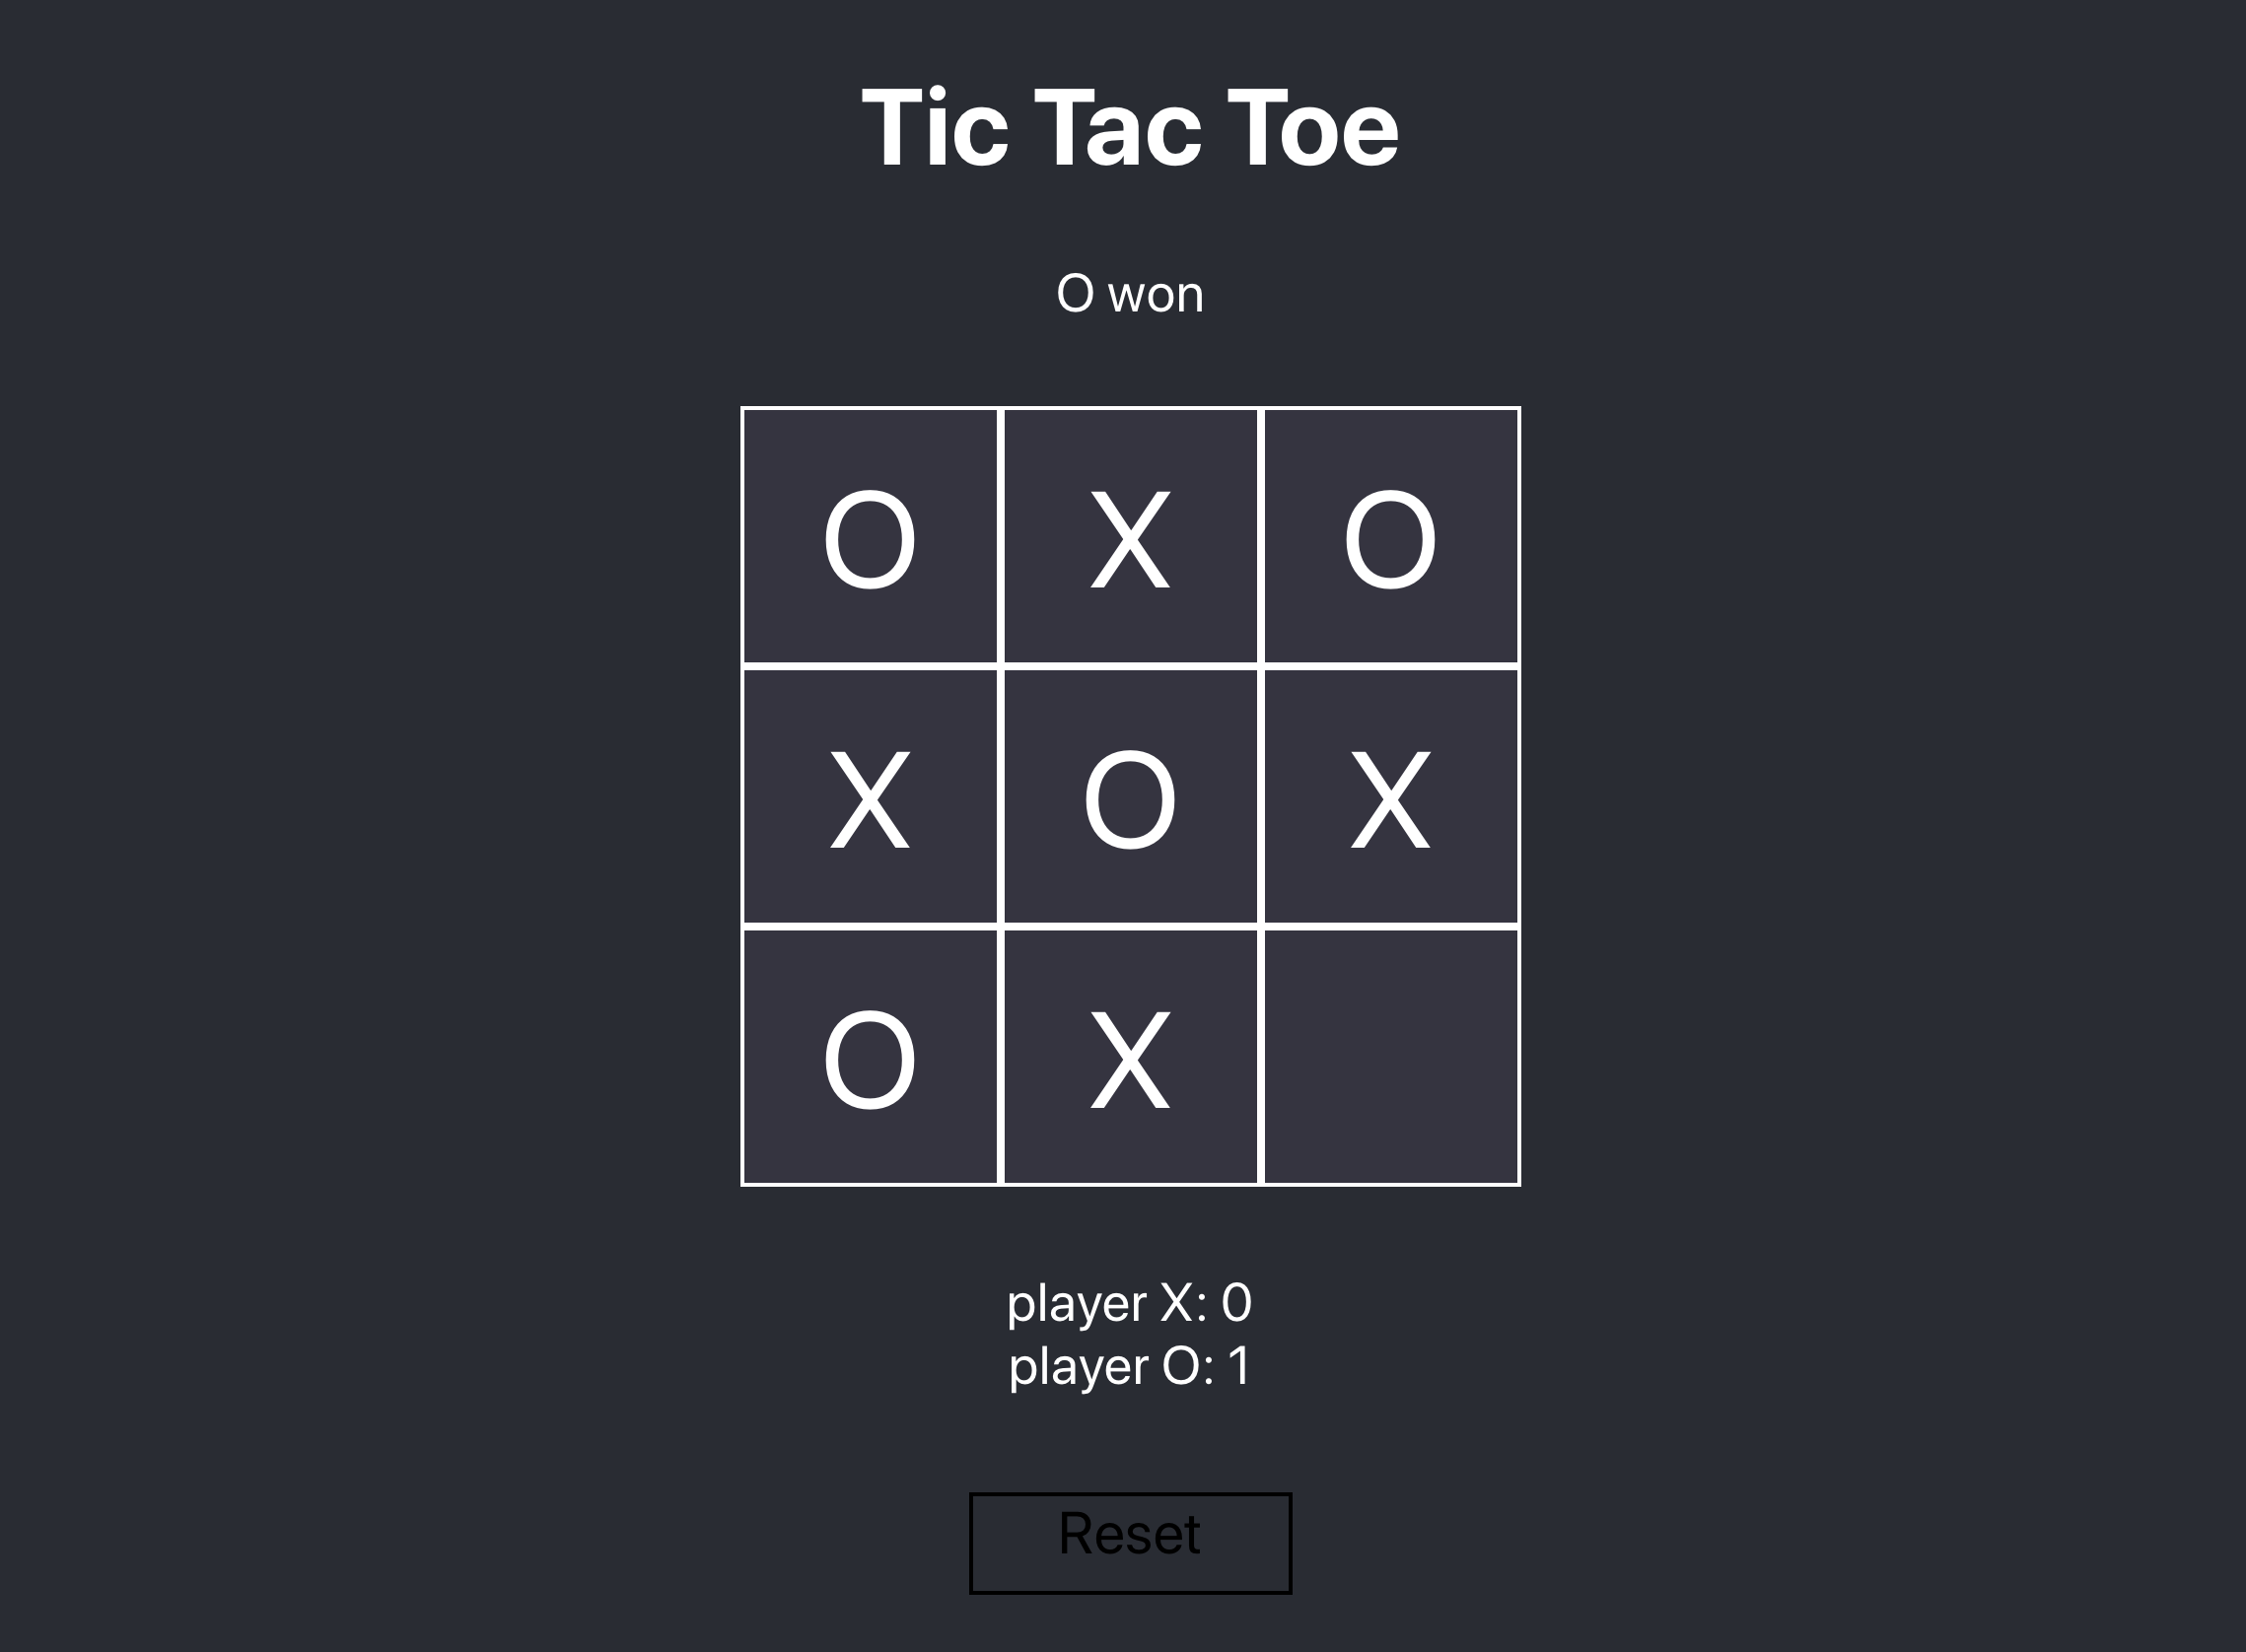 Tic Tac Toe
O won
O X O
X O X
O X
player X: 0
player O: 1
Reset